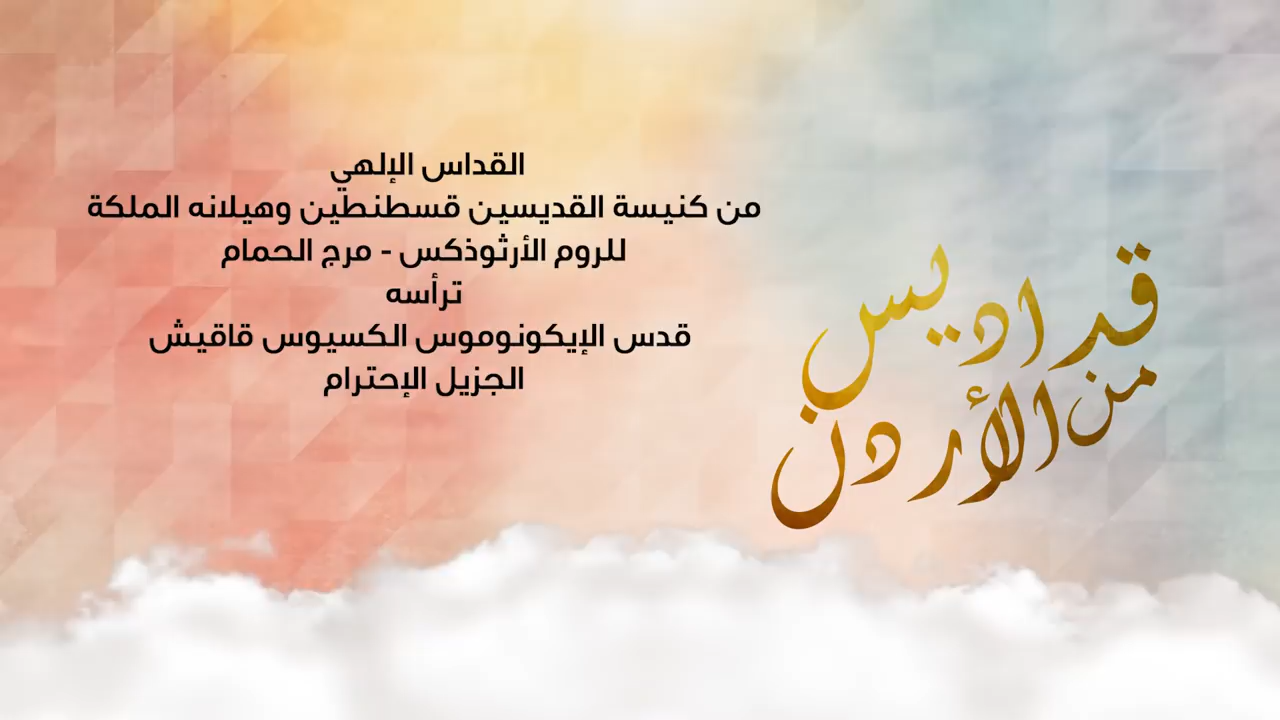 القداس الإلهي
من كنيسة القديسين قسطنطين وهيلانه الملكة
للروم الأرثوذكس - مرج الحمام
ترأسه
قدس الإيكونوموس الكسيوس قاقيش
الجزيل الإحترام
قداديس
من الأردن